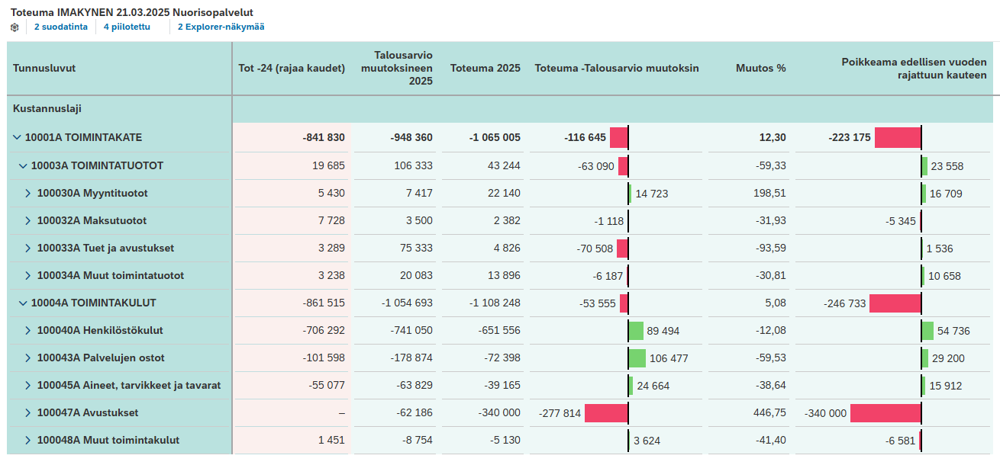 Toteuma IMAKYNEN 21.03.2025 Nuorisopalvelut
2 suodatinta 4 piilotettu 2 Explorer-näkymää
Tunnusluvut Tot -24 (rajaa kaudet) Talousarvio muutoksineen 2025 Toteuma 2025 Toteuma -Talousarvio muutoksin Muutos % Poikkeama edellisen vuoden rajattuun kauteen
Kustannuslaji
10001A TOIMINTAKATE -841 830 -948 360 -1 065 005 -116 645 12,30 -223 175
10003A TOIMINTATUOTOT 19 685 106 333 43 244 -63 090 -59,33 23 558
100030A Myyntituotot 5 430 7 417 22 140 14 723 198,51 16 709
100032A Maksutuotot 7 728 3 500 2 382 -1 118 -31,93 -5 345
100033A Tuet ja avustukset 3 289 75 333 4 826 -70 508 -93,59 1 536
100034A Muut toimintatuotot 3 238 20 083 13 896 -6 187 -30,81 10 658
10004A TOIMINTAKULUT -861 515 -1 054 693 -1 108 248 -53 555 5,08 -246 733
100040A Henkilöstökulut -706 292 -741 050 -651 556 89 494 -12,08 54 736
100043A Palvelujen ostot -101 598 -178 874 -72 398 106 477 -59,53 29 200
100045A Aineet, tarvikkeet ja tavarat -55 077 -63 829 -39 165 24 664 -38,64 15 912
100047A Avustukset – -62 186 -340 000 -277 814 446,75 -340 000
100048A Muut toimintakulut 1 451 -8 754 -5 130 3 624 -41,40 -6 581